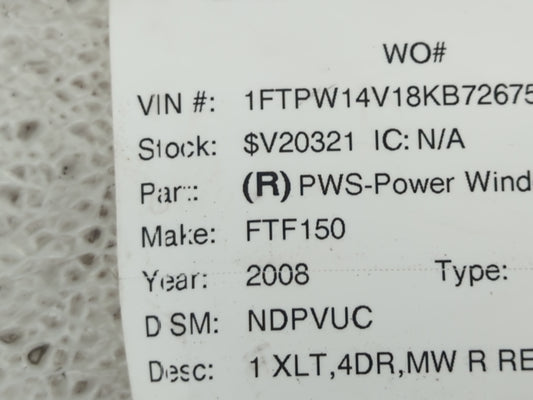 WO#
VIN #: 1FTPW14V18KB72675
Stock: $V20321 IC: N/A
Part: (R) PWS-Power Wind
Make: FTF150
Year: 2008 Type:
DSM: NDPVUC
Desc: 1 XLT,4DR,MW R RE